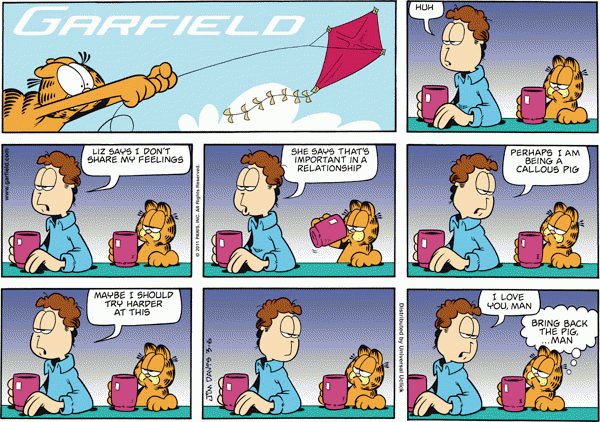 GARFIELD
HUH
LIZ SAYS I DON'T
SHARE MY FEELINGS
www.garfield.com
© 2011 PAWS, INC. All Rights Reserved.
SHE SAYS THAT'S
IMPORTANT IN A
RELATIONSHIP
PERHAPS I AM
BEING A
CALLOUS PIG
MAYBE I SHOULD
TRY HARDER
AT THIS
JIM DAVIS 3-6
Distributed by Universal Uclick
I LOVE
YOU, MAN
BRING BACK
THE PIG,
...MAN